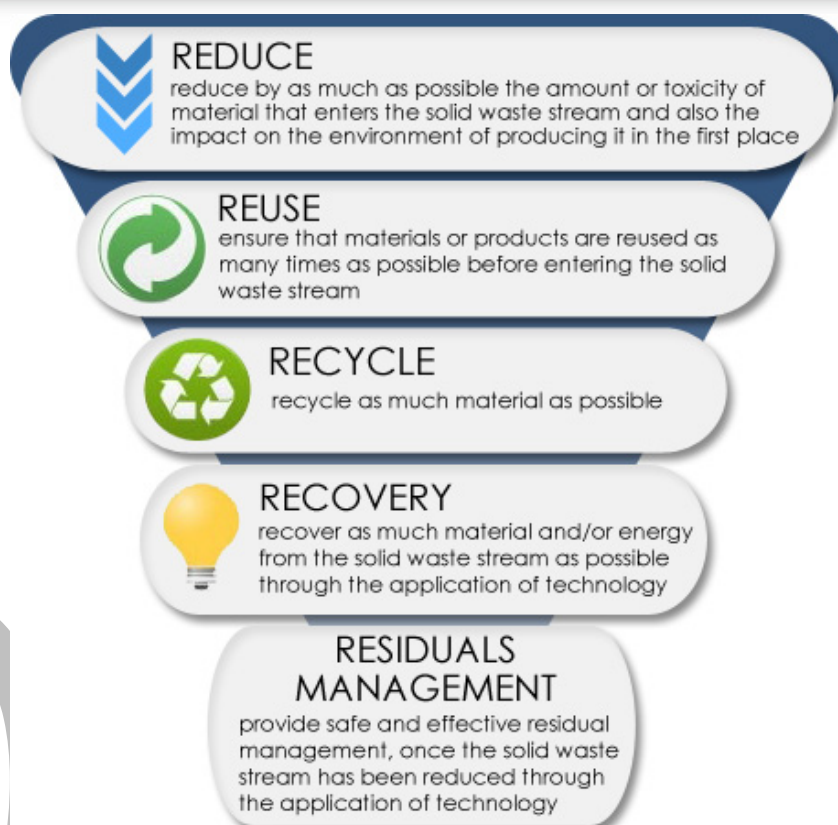 REDUCE
reduce by as much as possible the amount or toxicity of
material that enters the solid waste stream and also the
impact on the environment of producing it in the first place
REUSE
ensure that materials or products are reused as
many times as possible before entering the solid
waste stream
RECYCLE
recycle as much material as possible
RECOVERY
recover as much material and/or energy
from the solid waste stream as possible
through the application of technology
RESIDUALS
MANAGEMENT
provide safe and effective residual
management, once the solid waste
stream has been reduced through
the application of technology